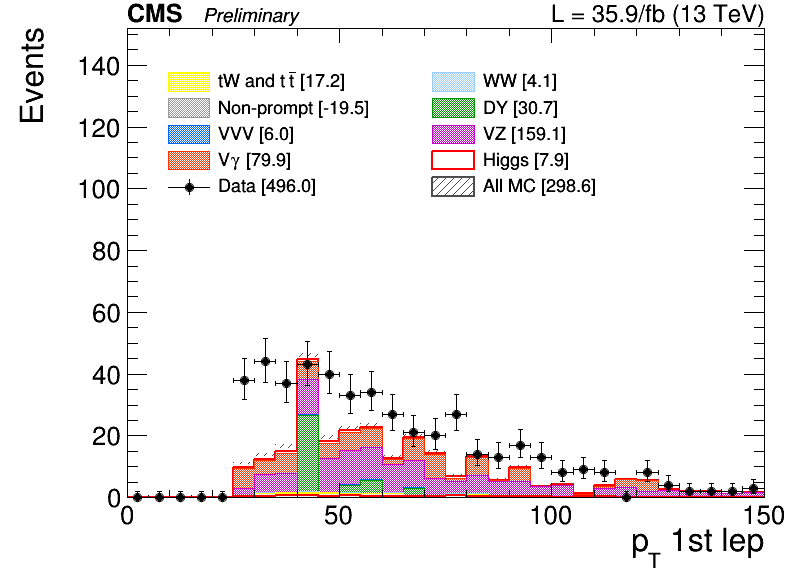 CMS Preliminary L = 35.9/fb (13 TeV)
Events
140
120
100
80
60
40
20
0
tW and t t̄ [17.2]
Non-prompt [-19.5]
VVV [6.0]
Vγ [79.9]
Data [496.0]
WW [4.1]
DY [30.7]
VZ [159.1]
Higgs [7.9]
All MC [298.6]
0 50 100 150
p_T 1st lep